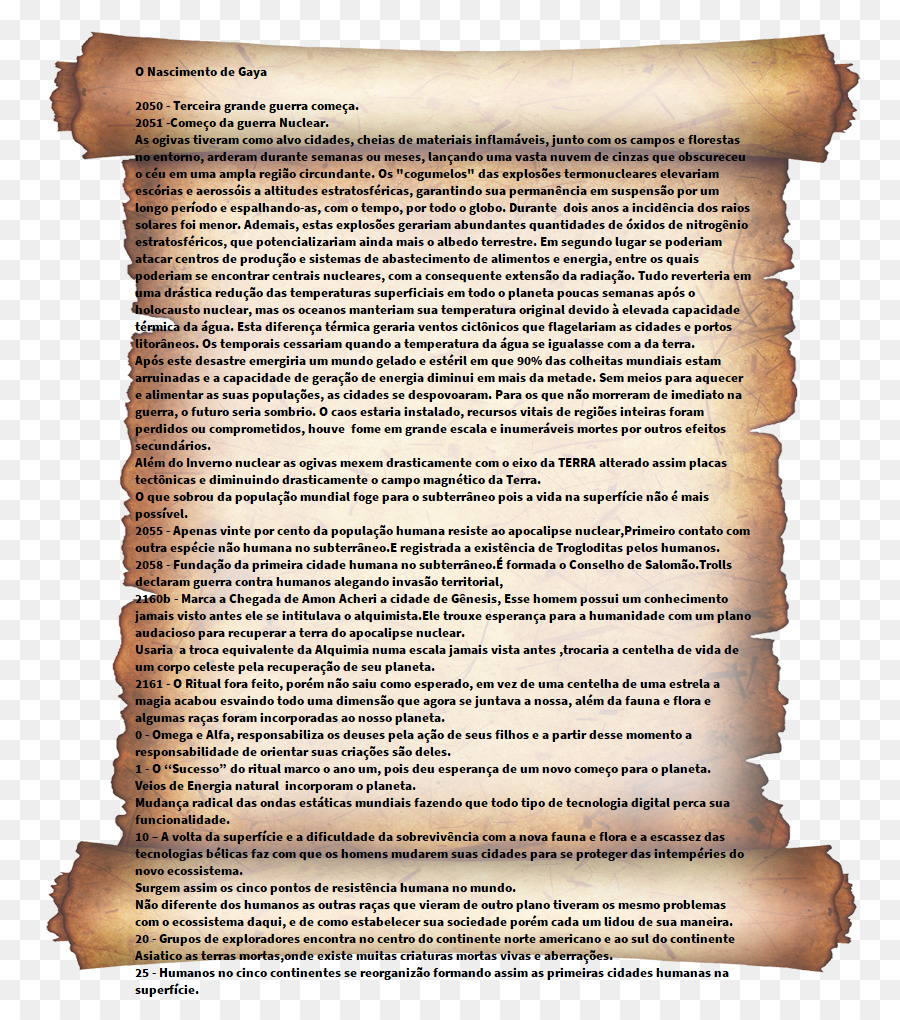 O Nascimento de Gaya
2050 - Terceira grande guerra começa.
2051 -Começo da guerra Nuclear.
As ogivas tiveram como alvo cidades, cheias de materiais inflamáveis, junto com os campos e florestas
no entorno, arderam durante semanas ou meses, lançando uma vasta nuvem de cinzas que obscureceu
o céu em uma ampla região circundante. Os "cogumelos" das explosões termonucleares elevariam
escórias e aerossóis a altitudes estratosféricas, garantindo sua permanência em suspensão por um
longo período e espalhando-as, com o tempo, por todo o globo. Durante  dois anos a incidência dos raios
solares foi menor. Ademais, estas explosões gerariam abundantes quantidades de óxidos de nitrogênio
estratosféricos, que potencializariam ainda mais o albedo terrestre. Em segundo lugar se poderiam
atacar centros de produção e sistemas de abastecimento de alimentos e energia, entre os quais
poderiam se encontrar centrais nucleares, com a consequente extensão da radiação. Tudo reverteria em
uma drástica redução das temperaturas superficiais em todo o planeta poucas semanas após o
holocausto nuclear, mas os oceanos manteriam sua temperatura original devido à elevada capacidade
térmica da água. Esta diferença térmica geraria ventos ciclônicos que flagelariam as cidades e portos
litorâneos. Os temporais cessariam quando a temperatura da água se igualasse com a da terra.
Após este desastre emergiria um mundo gelado e estéril em que 90% das colheitas mundiais estam
arruinadas e a capacidade de geração de energia diminui em mais da metade. Sem meios para aquecer
e alimentar as suas populações, as cidades se despovoaram. Para os que não morreram de imediato na
guerra, o futuro seria sombrio. O caos estaria instalado, recursos vitais de regiões inteiras foram
perdidos ou comprometidos, houve  fome em grande escala e inumeráveis mortes por outros efeitos
secundários.
Além do Inverno nuclear as ogivas mexem drasticamente com o eixo da TERRA alterado assim placas
tectônicas e diminuindo drasticamente o campo magnético da Terra.
O que sobrou da população mundial foge para o subterrâneo pois a vida na superfície não é mais
possível.
2055 - Apenas vinte por cento da população humana resiste ao apocalipse nuclear,Primeiro contato com
outra espécie não humana no subterrâneo.E registrada a existência de Trogloditas pelos humanos.
2058 - Fundação da primeira cidade humana no subterrâneo.É formada o Conselho de Salomão.Trolls
declaram guerra contra humanos alegando invasão territorial,
2160b - Marca a Chegada de Amon Acheri a cidade de Gênesis, Esse homem possui um conhecimento
jamais visto antes ele se intitulava o alquimista.Ele trouxe esperança para a humanidade com um plano
audacioso para recuperar a terra do apocalipse nuclear.
Usaria  a troca equivalente da Alquimia numa escala jamais vista antes ,trocaria a centelha de vida de
um corpo celeste pela recuperação de seu planeta.
2161 - O Ritual fora feito, porém não saiu como esperado, em vez de uma centelha de uma estrela a
magia acabou esvaindo todo uma dimensão que agora se juntava a nossa, além da fauna e flora e
algumas raças foram incorporadas ao nosso planeta.
0 - Omega e Alfa, responsabiliza os deuses pela ação de seus filhos e a partir desse momento a
responsabilidade de orientar suas criações são deles.
1 - O “Sucesso” do ritual marco o ano um, pois deu esperança de um novo começo para o planeta.
Veios de Energia natural  incorporam o planeta.
Mudança radical das ondas estáticas mundiais fazendo que todo tipo de tecnologia digital perca sua
funcionalidade.
10 – A volta da superfície e a dificuldade da sobrevivência com a nova fauna e flora e a escassez das
tecnologias bélicas faz com que os homens mudarem suas cidades para se proteger das intempéries do
novo ecossistema.
Surgem assim os cinco pontos de resistência humana no mundo.
Não diferente dos humanos as outras raças que vieram de outro plano tiveram os mesmo problemas
com o ecossistema daqui, e de como estabelecer sua sociedade porém cada um lidou de sua maneira.
20 - Grupos de exploradores encontra no centro do continente norte americano e ao sul do continente
Asiatico as terras mortas,onde existe muitas criaturas mortas vivas e aberrações.
25 - Humanos no cinco continentes se reorganizão formando assim as primeiras cidades humanas na
superfície.